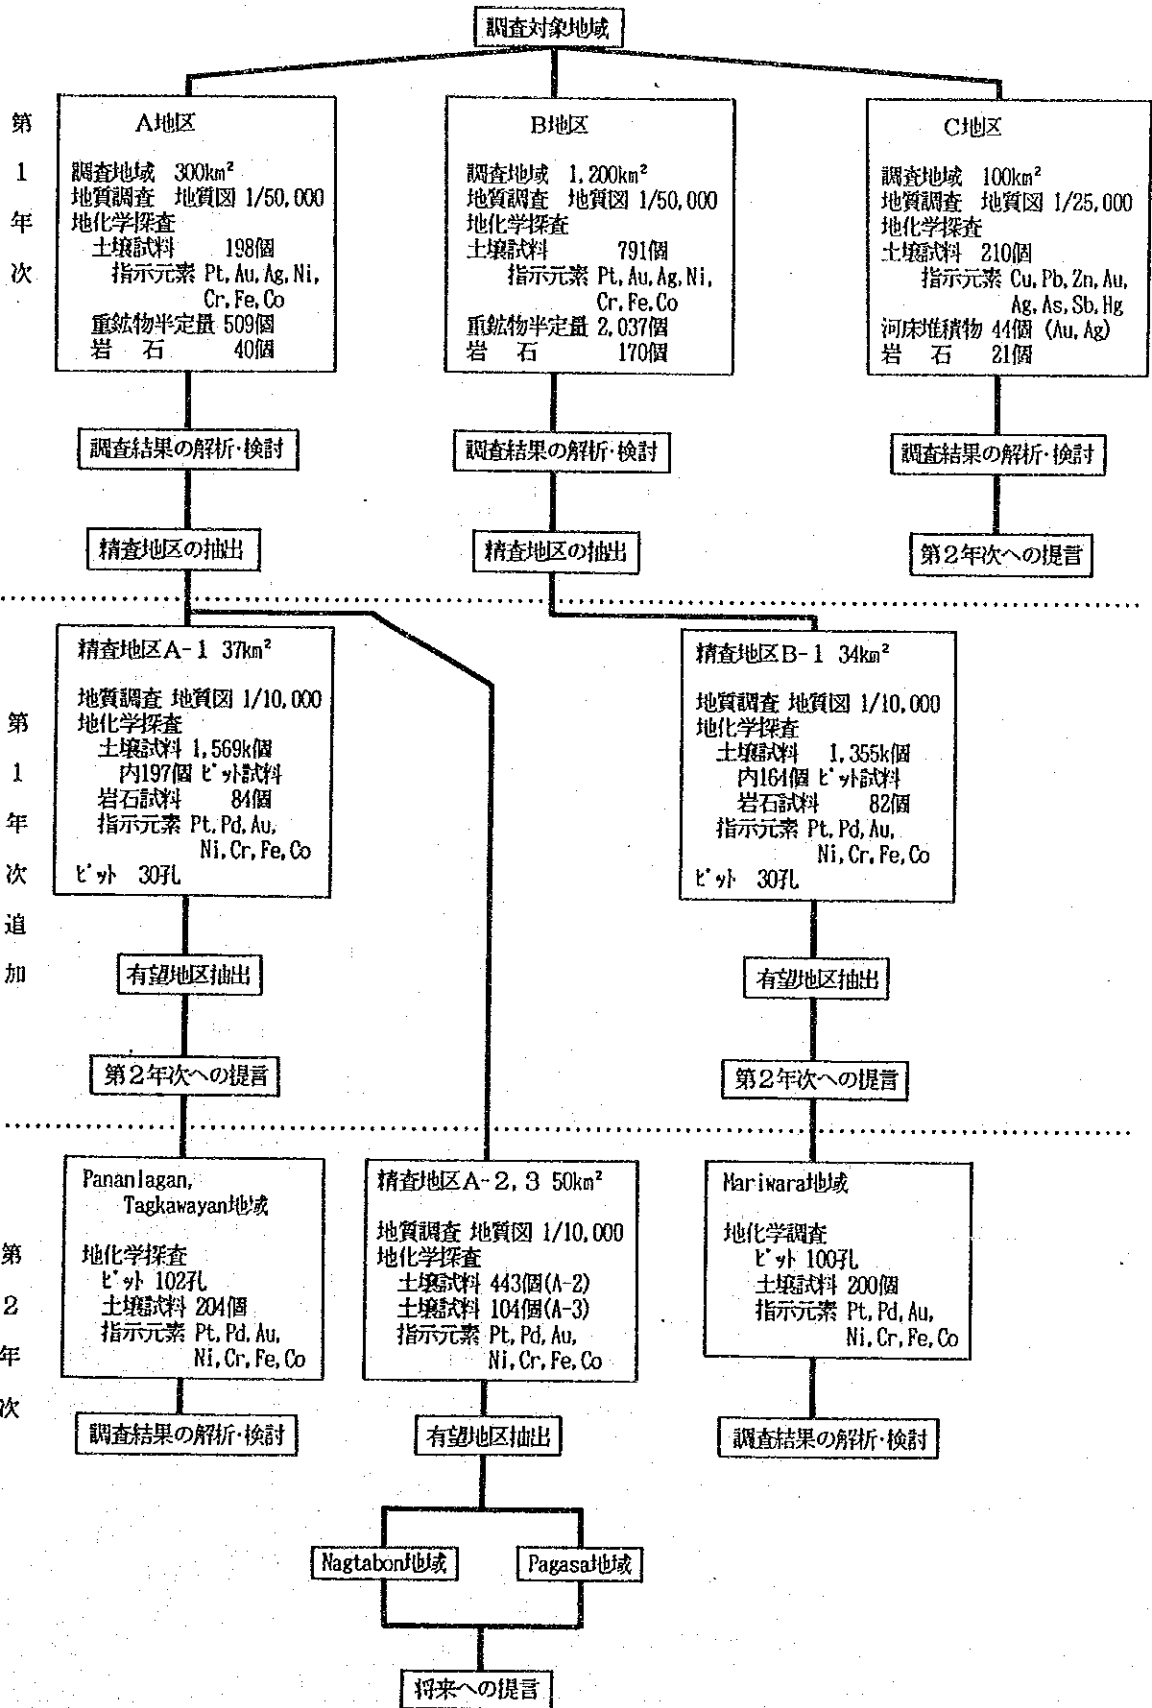 調査対象地域
第1年次
A地区
調査地域 300km²
地質調査 地質図 1/50,000
地化学探査
土壌試料 198個
指示元素 Pt, Au, Ag, Ni,
Cr, Fe, Co
重鉱物半定量 509個
岩 石 40個
調査結果の解析・検討
精査地区の抽出
B地区
調査地域 1,200km²
地質調査 地質図 1/50,000
地化学探査
土壌試料 791個
指示元素 Pt, Au, Ag, Ni,
Cr, Fe, Co
重鉱物半定量 2,037個
岩 石 170個
調査結果の解析・検討
精査地区の抽出
C地区
調査地域 100km²
地質調査 地質図 1/25,000
地化学探査
土壌試料 210個
指示元素 Cu, Pb, Zn, Au,
Ag, As, Sb, Hg
河床堆積物 44個 (Au, Ag)
岩 石 21個
調査結果の解析・検討
第2年次への提言
第1年次追加
精査地区A-1 37km²
地質調査 地質図 1/10,000
地化学探査
土壌試料 1,569k個
内197個 ピット試料
岩石試料 84個
指示元素 Pt, Pd, Au,
Ni, Cr, Fe, Co
ピット 30孔
有望地区抽出
第2年次への提言
精査地区B-1 34km²
地質調査 地質図 1/10,000
地化学探査
土壌試料 1,355k個
内164個 ピット試料
岩石試料 82個
指示元素 Pt, Pd, Au,
Ni, Cr, Fe, Co
ピット 30孔
有望地区抽出
第2年次への提言
第2年次
Pananlagan,
Tagkawayan地域
地化学探査
ピット 102孔
土壌試料 204個
指示元素 Pt, Pd, Au,
Ni, Cr, Fe, Co
調査結果の解析・検討
精査地区A-2, 3 50km²
地質調査 地質図 1/10,000
地化学探査
土壌試料 443個(A-2)
土壌試料 104個(A-3)
指示元素 Pt, Pd, Au,
Ni, Cr, Fe, Co
有望地区抽出
Nagtabon地域
Pagasa地域
将来への提言
Mariwara地域
地化学調査
ピット 100孔
土壌試料 200個
指示元素 Pt, Pd, Au,
Ni, Cr, Fe, Co
調査結果の解析・検討